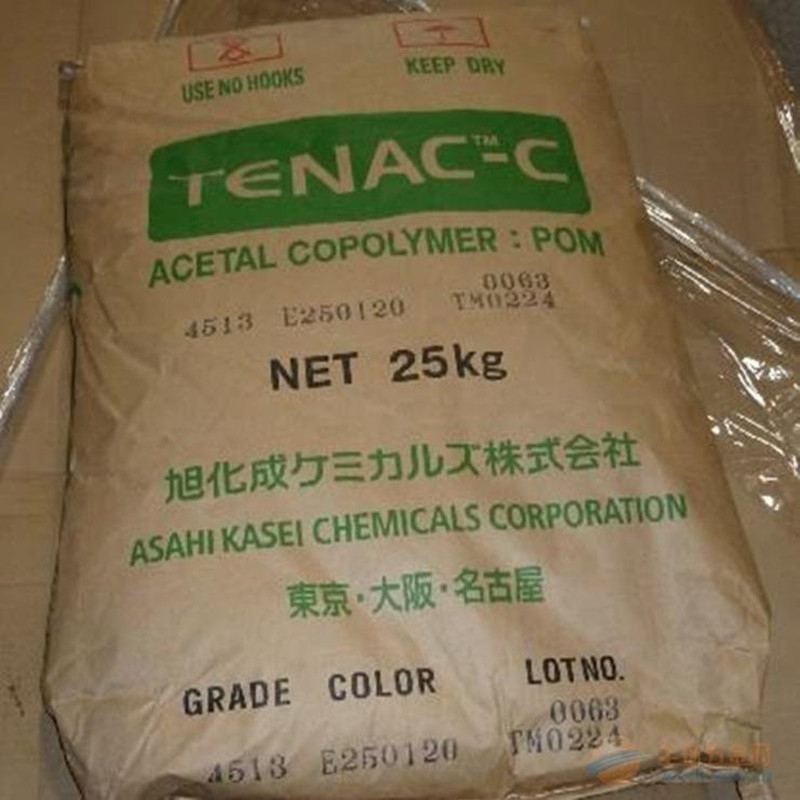 USE NO HOOKS
KEEP DRY
TENAC™-C
ACETAL COPOLYMER : POM
0063
4513 E250120 TM0224
NET 25kg
旭化成ケミカルズ株式会社
ASAHI KASEI CHEMICALS CORPORATION
東京・大阪・名古屋
GRADE COLOR LOT NO.
0063
4513 E250120 TM0224